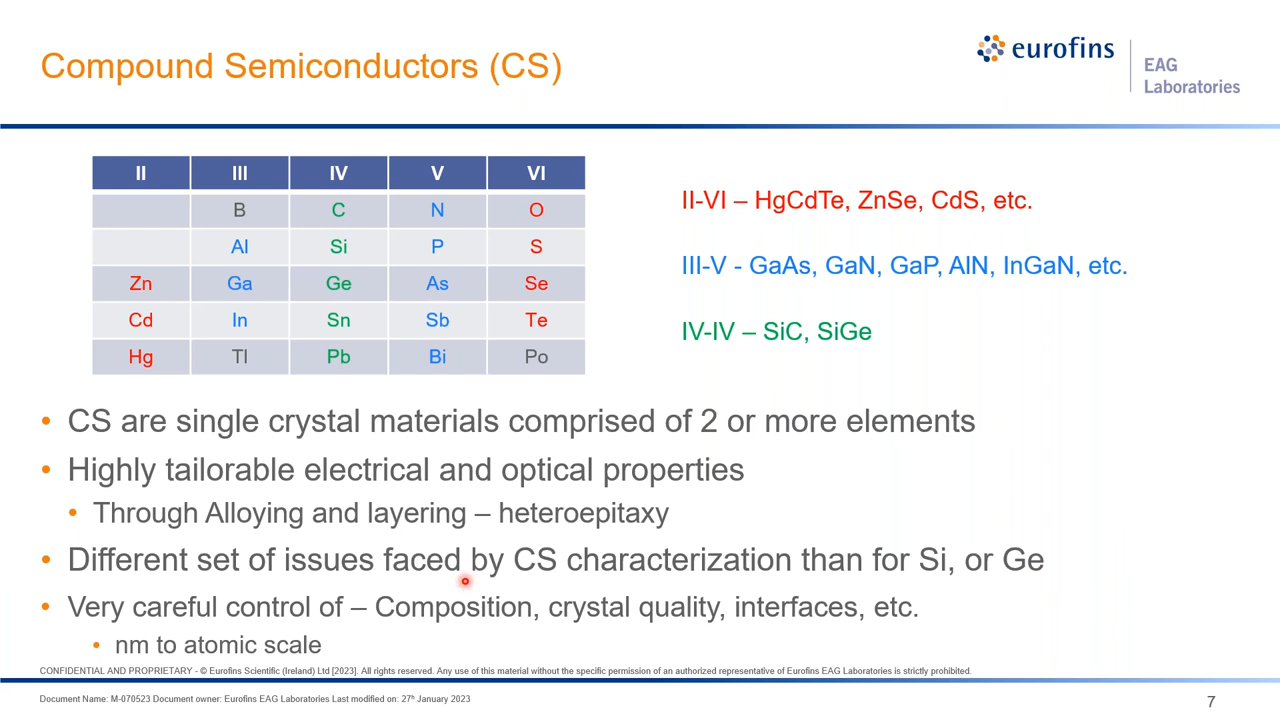 Compound Semiconductors (CS)
eurofins
EAG
Laboratories
II III IV V VI
B C N O
Al Si P S
Zn Ga Ge As Se
Cd In Sn Sb Te
Hg Tl Pb Bi Po
II-VI – HgCdTe, ZnSe, CdS, etc.
III-V - GaAs, GaN, GaP, AlN, InGaN, etc.
IV-IV – SiC, SiGe
• CS are single crystal materials comprised of 2 or more elements
• Highly tailorable electrical and optical properties
• Through Alloying and layering – heteroepitaxy
• Different set of issues faced by CS characterization than for Si, or Ge
• Very careful control of – Composition, crystal quality, interfaces, etc.
• nm to atomic scale
CONFIDENTIAL AND PROPRIETARY - © Eurofins Scientific (Ireland) Ltd [2023]. All rights reserved. Any use of this material without the specific permission of an authorized representative of Eurofins EAG Laboratories is strictly prohibited.
Document Name: M-070523 Document owner: Eurofins EAG Laboratories Last modified on: 27th January 2023
7